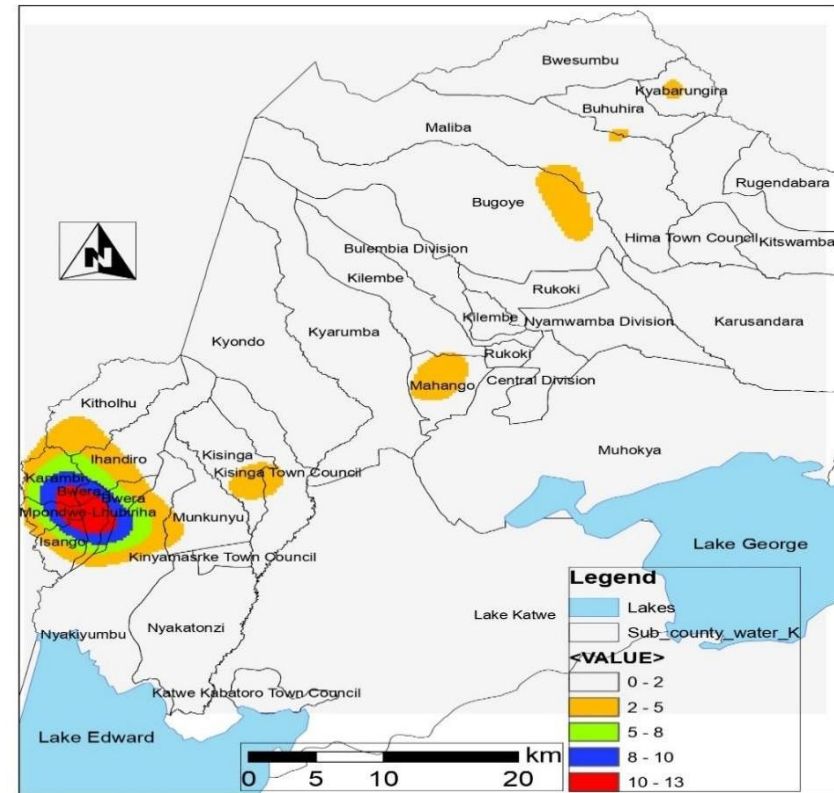 Bwesumbu
Kyabarungira
Buhuhira
Maliba
Rugendabara
Bugoye
N
Hima Town Council
Kitswamba
Bulembia Division
Kilembe
Rukoki
Kyondo
Kyarumba
Kilembe
Nyamwamba Division
Karusandara
Rukoki
Mahango
Central Division
Kitholhu
Muhokya
Ihandiro
Kisinga
Kisinga Town Council
Karambi
Bwera
Bwera
Mpondwe-Lhubiriha
Munkunyu
Isango
Kinyamasrke Town Council
Lake George
Legend
Lakes
Lake Katwe
Nyakiyumbu
Nyakatonzi
Sub_county_water_K
<VALUE>
0 - 2
Katwe Kabatoro Town Council
2 - 5
5 - 8
Lake Edward
8 - 10
km
10 - 13
0 5 10 20